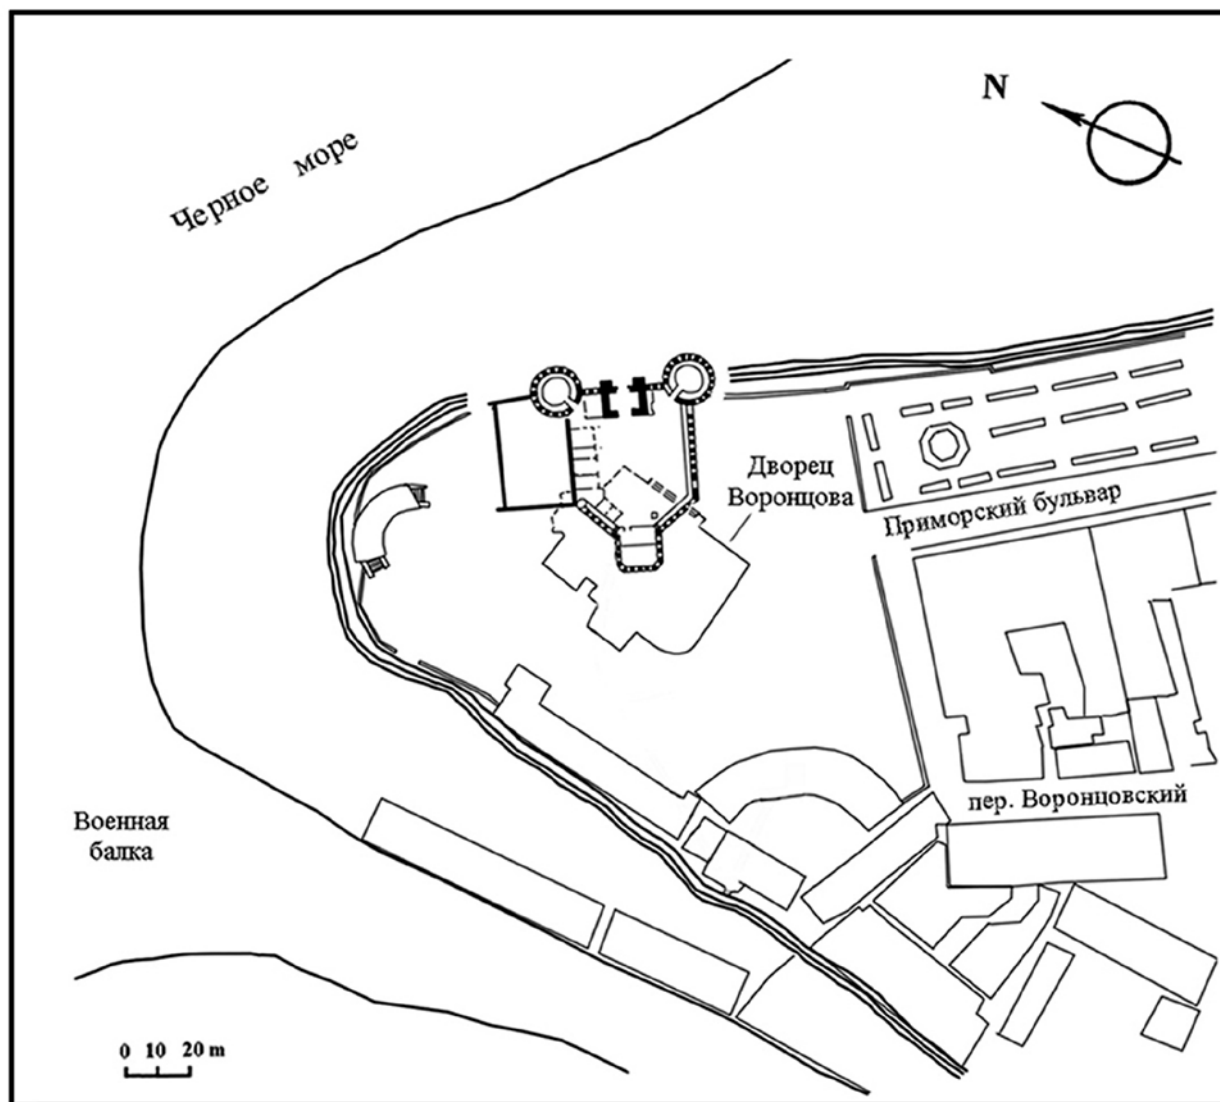 N
Черное море
Дворец
Воронцова
Приморский бульвар
пер. Воронцовский
Военная
балка
0 10 20 m